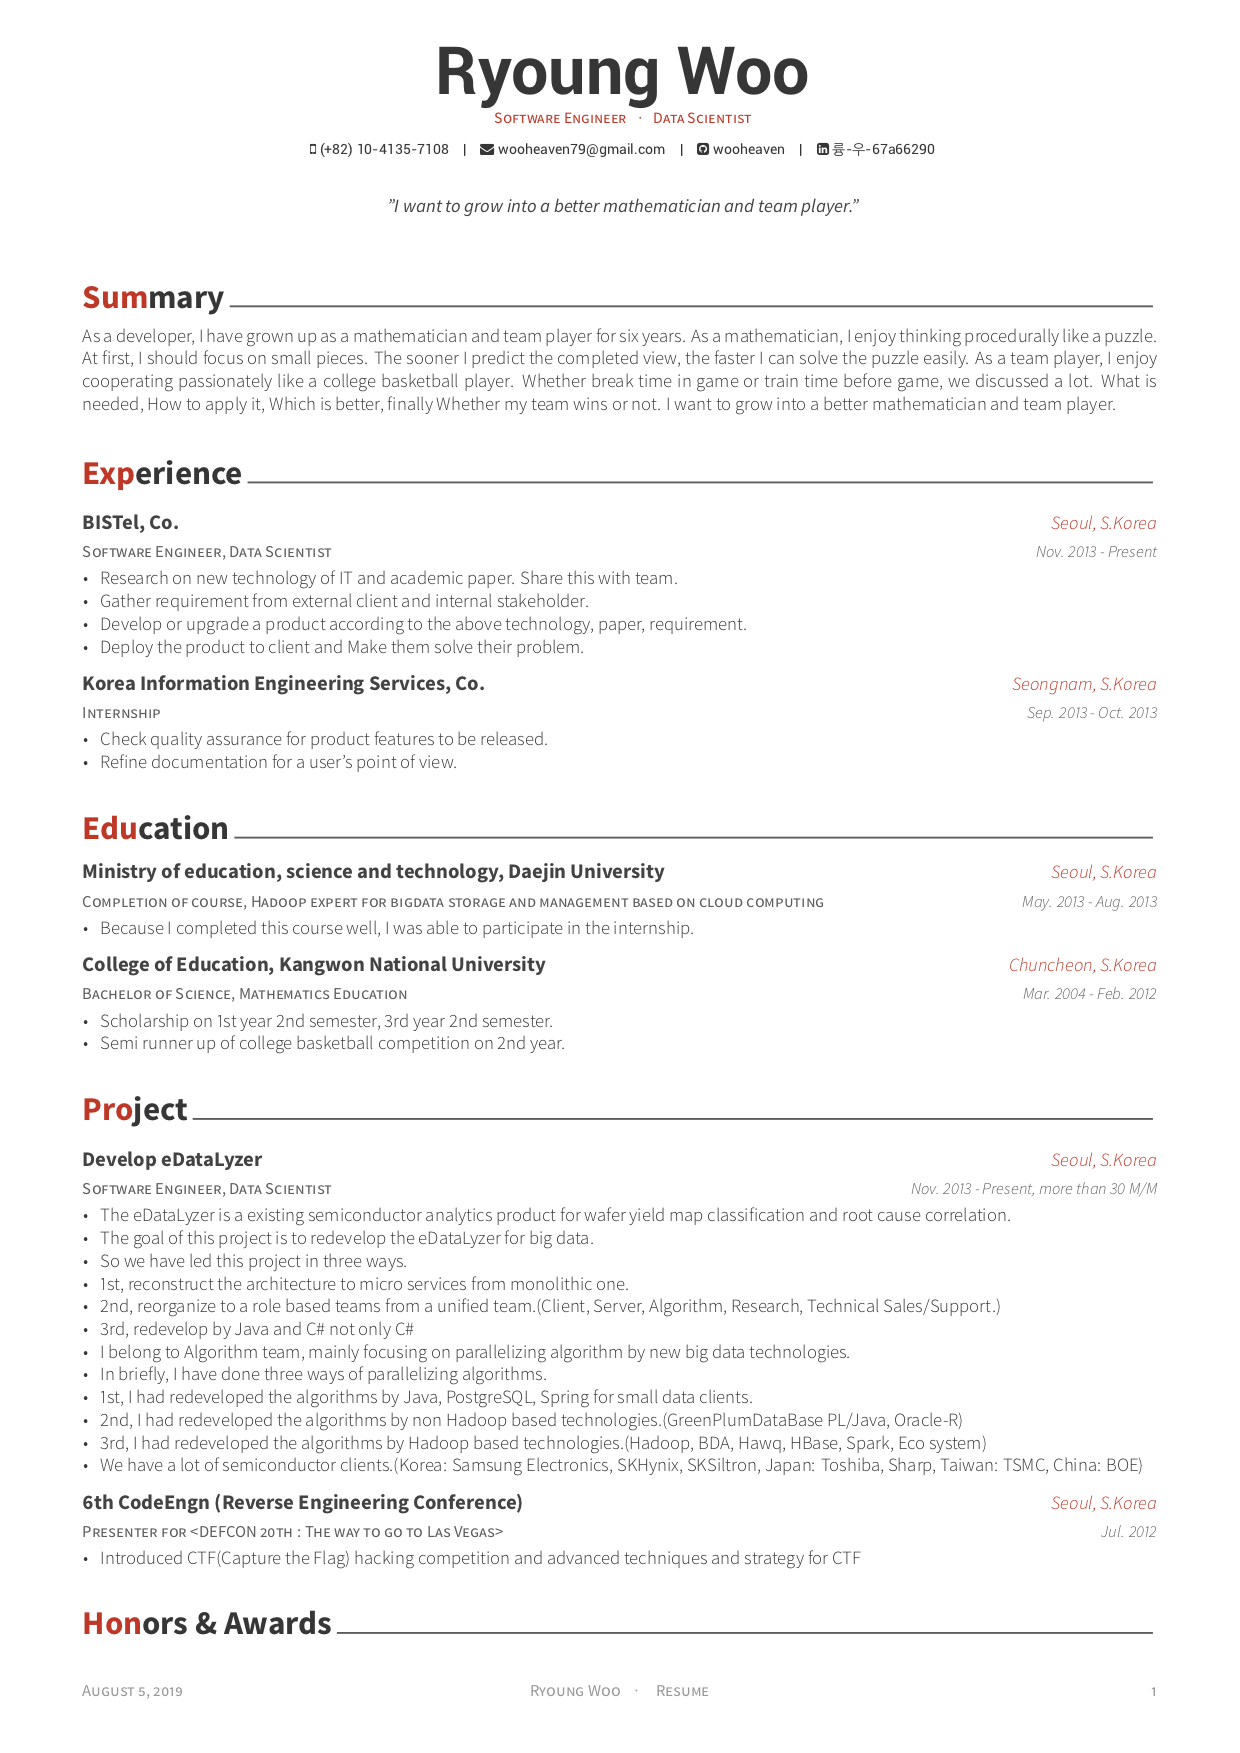 Ryoung Woo
Software Engineer · Data Scientist
(+82) 10-4135-7108 | wooheaven79@gmail.com | wooheaven | 륭-우-67a66290
”I want to grow into a better mathematician and team player.”
Summary
As a developer, I have grown up as a mathematician and team player for six years. As a mathematician, I enjoy thinking procedurally like a puzzle.
At first, I should focus on small pieces. The sooner I predict the completed view, the faster I can solve the puzzle easily. As a team player, I enjoy
cooperating passionately like a college basketball player. Whether break time in game or train time before game, we discussed a lot. What is
needed, How to apply it, Which is better, finally Whether my team wins or not. I want to grow into a better mathematician and team player.
Experience
BISTel, Co. Seoul, S.Korea
Software Engineer, Data Scientist Nov. 2013 - Present
• Research on new technology of IT and academic paper. Share this with team.
• Gather requirement from external client and internal stakeholder.
• Develop or upgrade a product according to the above technology, paper, requirement.
• Deploy the product to client and Make them solve their problem.
Korea Information Engineering Services, Co. Seongnam, S.Korea
Internship Sep. 2013 - Oct. 2013
• Check quality assurance for product features to be released.
• Refine documentation for a user’s point of view.
Education
Ministry of education, science and technology, Daejin University Seoul, S.Korea
Completion of course, Hadoop expert for bigdata storage and management based on cloud computing May. 2013 - Aug. 2013
• Because I completed this course well, I was able to participate in the internship.
College of Education, Kangwon National University Chuncheon, S.Korea
Bachelor of Science, Mathematics Education Mar. 2004 - Feb. 2012
• Scholarship on 1st year 2nd semester, 3rd year 2nd semester.
• Semi runner up of college basketball competition on 2nd year.
Project
Develop eDataLyzer Seoul, S.Korea
Software Engineer, Data Scientist Nov. 2013 - Present, more than 30 M/M
• The eDataLyzer is a existing semiconductor analytics product for wafer yield map classification and root cause correlation.
• The goal of this project is to redevelop the eDataLyzer for big data.
• So we have led this project in three ways.
• 1st, reconstruct the architecture to micro services from monolithic one.
• 2nd, reorganize to a role based teams from a unified team.(Client, Server, Algorithm, Research, Technical Sales/Support.)
• 3rd, redevelop by Java and C# not only C#
• I belong to Algorithm team, mainly focusing on parallelizing algorithm by new big data technologies.
• In briefly, I have done three ways of parallelizing algorithms.
• 1st, I had redeveloped the algorithms by Java, PostgreSQL, Spring for small data clients.
• 2nd, I had redeveloped the algorithms by non Hadoop based technologies.(GreenPlumDataBase PL/Java, Oracle-R)
• 3rd, I had redeveloped the algorithms by Hadoop based technologies.(Hadoop, BDA, Hawq, HBase, Spark, Eco system)
• We have a lot of semiconductor clients.(Korea: Samsung Electronics, SKHynix, SKSiltron, Japan: Toshiba, Sharp, Taiwan: TSMC, China: BOE)
6th CodeEngn (Reverse Engineering Conference) Seoul, S.Korea
Presenter for <DEFCON 20th : The way to go to Las Vegas> Jul. 2012
• Introduced CTF(Capture the Flag) hacking competition and advanced techniques and strategy for CTF
Honors & Awards
August 5, 2019 Ryoung Woo · Resume 1